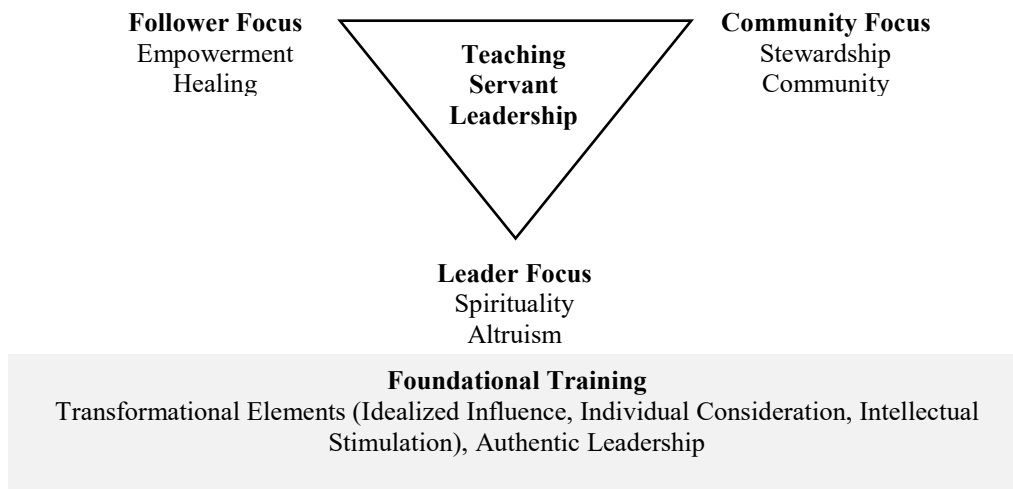 Follower Focus
Empowerment
Healing
Teaching
Servant
Leadership
Community Focus
Stewardship
Community
Leader Focus
Spirituality
Altruism
Foundational Training
Transformational Elements (Idealized Influence, Individual Consideration, Intellectual
Stimulation), Authentic Leadership